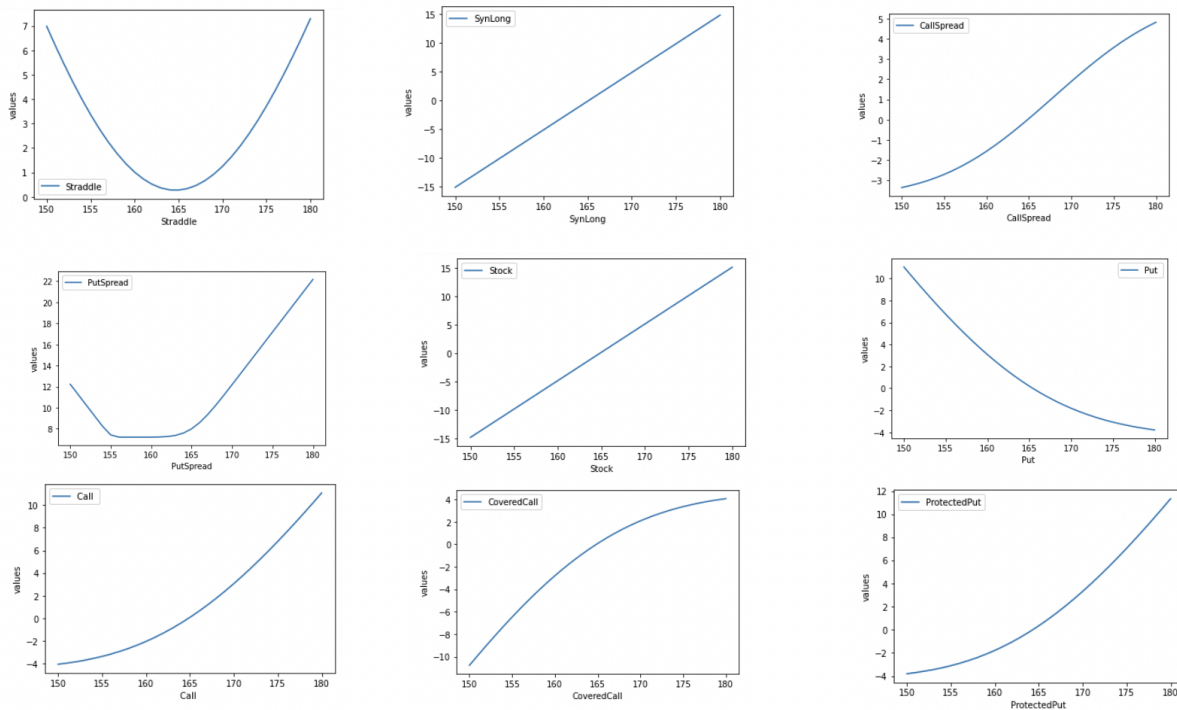 values
7
6
5
4
3
2
1
0
Straddle
150 155 160 165 170 175 180
Straddle
values
15
10
5
0
−5
−10
−15
SynLong
150 155 160 165 170 175 180
SynLong
values
5
4
3
2
1
0
−1
−2
−3
CallSpread
150 155 160 165 170 175 180
CallSpread
values
22
20
18
16
14
12
10
8
PutSpread
150 155 160 165 170 175 180
PutSpread
values
15
10
5
0
−5
−10
−15
Stock
150 155 160 165 170 175 180
Stock
values
10
8
6
4
2
0
−2
−4
Put
150 155 160 165 170 175 180
Put
values
10
8
6
4
2
0
−2
−4
Call
150 155 160 165 170 175 180
Call
values
4
2
0
−2
−4
−6
−8
−10
CoveredCall
150 155 160 165 170 175 180
CoveredCall
values
12
10
8
6
4
2
0
−2
−4
ProtectedPut
150 155 160 165 170 175 180
ProtectedPut